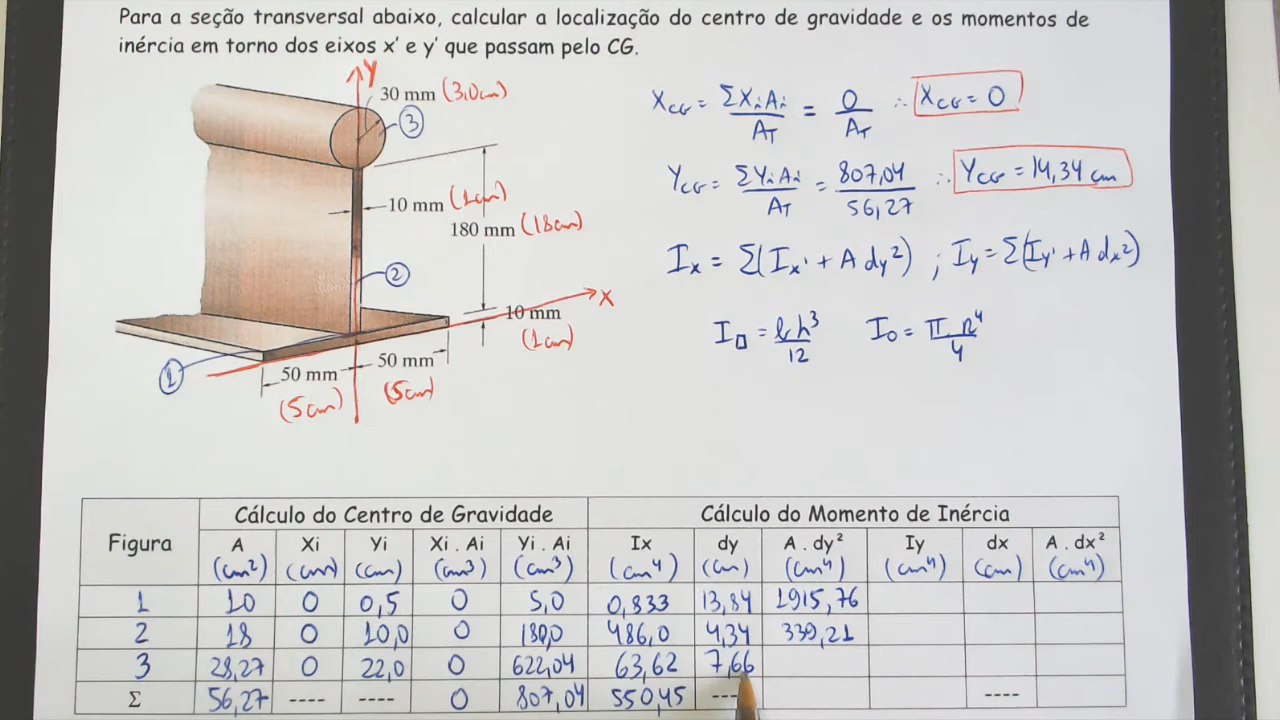 Para a seção transversal abaixo, calcular a localização do centro de gravidade e os momentos de
inércia em torno dos eixos x' e y' que passam pelo CG.
Y
30 mm (3,0cm)
3
10 mm (1cm)
180 mm (18cm)
2
X
10 mm
(1cm)
1
50 mm
50 mm
(5cm)
(5cm)
X_CG = ΣXi Ai / A_T = 0 / A_T ∴ X_CG = 0
Y_CG = ΣYi Ai / A_T = 807,04 / 56,27 ∴ Y_CG = 14,34 cm
Ix = Σ(Ix' + A dy²) ; Iy = Σ(Iy' + A dx²)
I□ = b h³ / 12 I○ = π R⁴ / 4
Figura Cálculo do Centro de Gravidade Cálculo do Momento de Inércia
A Xi Yi Xi . Ai Yi . Ai Ix dy A . dy² Iy dx A . dx²
(cm²) (cm) (cm) (cm³) (cm³) (cm⁴) (cm) (cm⁴) (cm⁴) (cm) (cm⁴)
1 10 0 0,5 0 5,0 0,833 13,84 1915,76
2 18 0 10,0 0 180,0 486,0 4,34 339,21
3 28,27 0 22,0 0 622,04 63,62 7,66
Σ 56,27 ---- ---- 0 807,04 550,45 --- ----